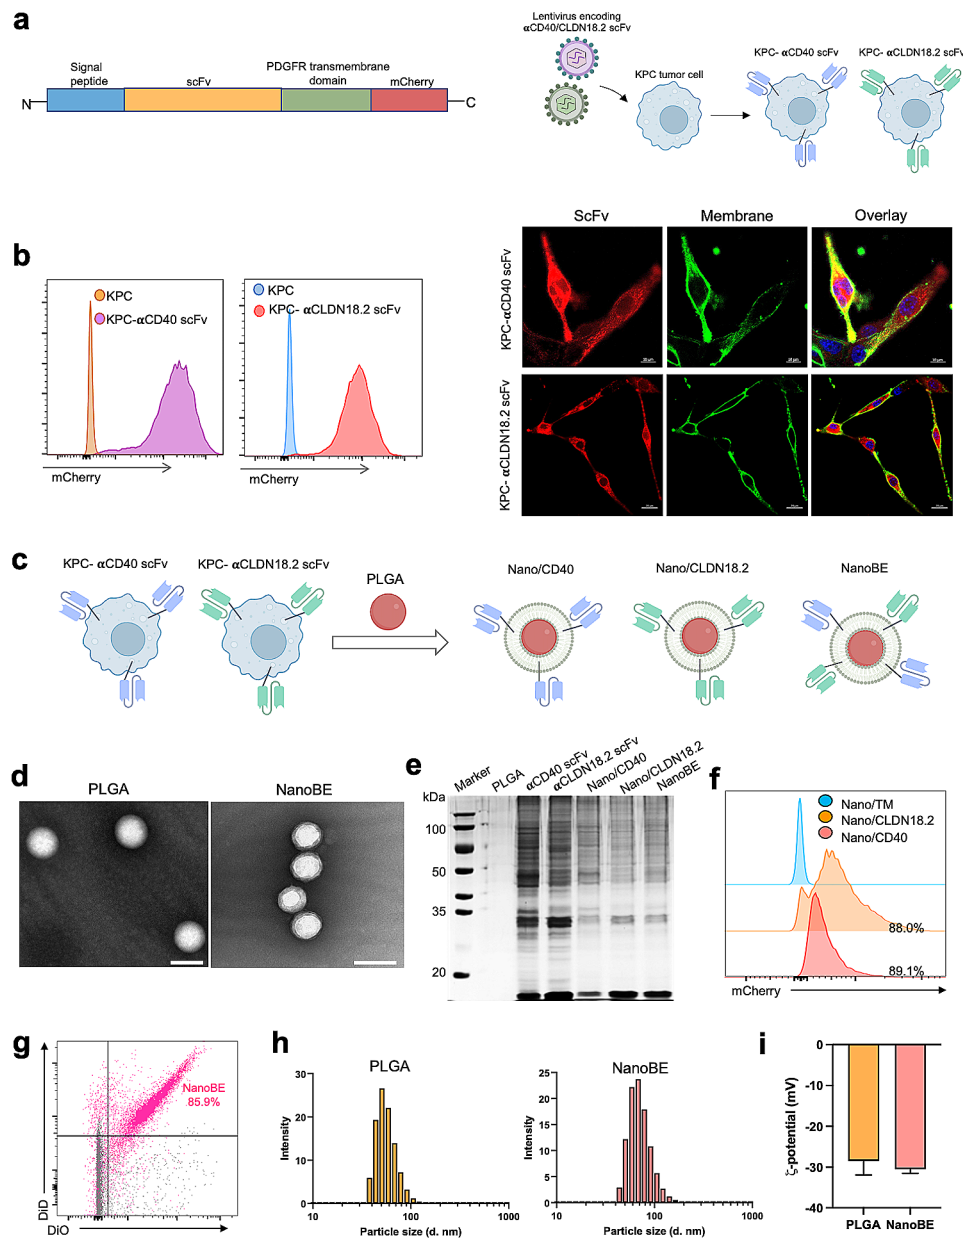 a
Signal
peptide
scFv
PDGFR transmembrane
domain
mCherry
N
C
Lentivirus encoding
αCD40/CLDN18.2 scFv
KPC tumor cell
KPC- αCD40 scFv
KPC- αCLDN18.2 scFv
b
KPC
KPC-αCD40 scFv
mCherry
KPC
KPC- αCLDN18.2 scFv
mCherry
ScFv
Membrane
Overlay
KPC-αCD40 scFv
KPC- αCLDN18.2 scFv
c
KPC- αCD40 scFv
KPC- αCLDN18.2 scFv
PLGA
Nano/CD40
Nano/CLDN18.2
NanoBE
d
PLGA
NanoBE
e
Marker
PLGA
αCD40 scFv
αCLDN18.2 scFv
Nano/CD40
Nano/CLDN18.2
NanoBE
kDa
100
50
35
20
f
Nano/TM
Nano/CLDN18.2
Nano/CD40
88.0%
89.1%
mCherry
g
NanoBE
85.9%
DiD
DiO
h
PLGA
Intensity
30
20
10
0
10
100
1000
Particle size (d. nm)
NanoBE
Intensity
25
20
15
10
5
0
10
100
1000
Particle size (d. nm)
i
ζ-potential (mV)
0
-10
-20
-30
-40
PLGA
NanoBE